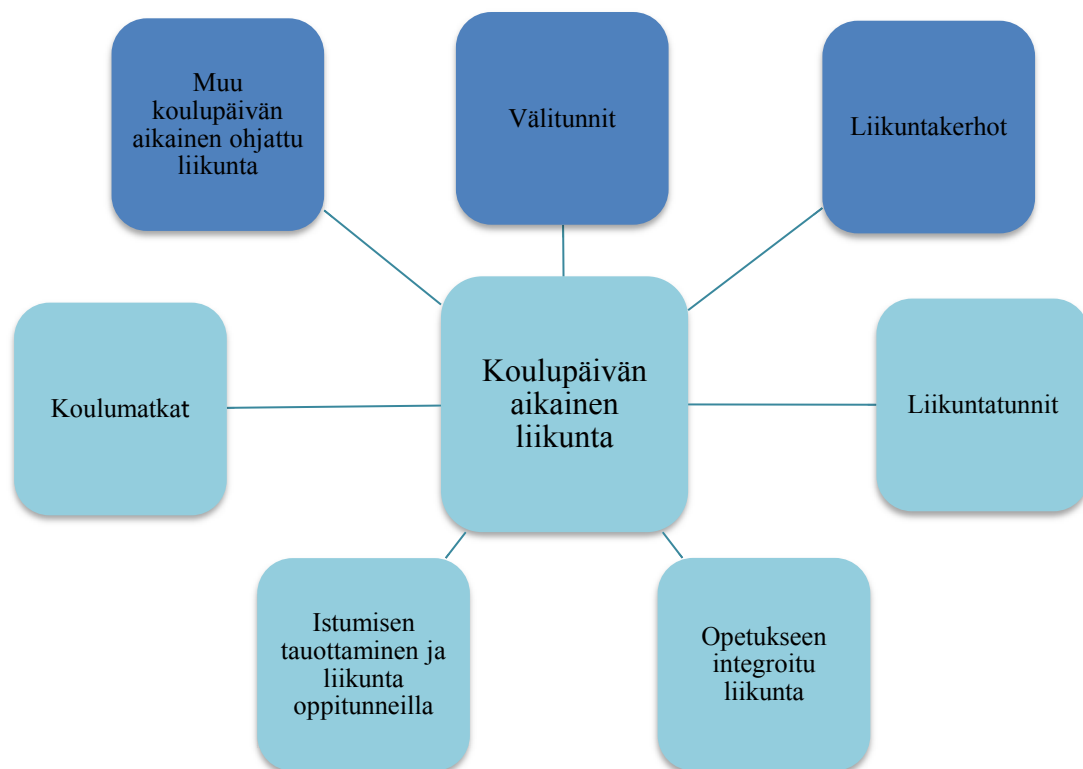 Muu
koulupäivän
aikainen ohjattu
liikunta
Välitunnit
Liikuntakerhot
Koulumatkat
Koulupäivän
aikainen
liikunta
Liikuntatunnit
Istumisen
tauottaminen ja
liikunta
oppitunneilla
Opetukseen
integroitu
liikunta